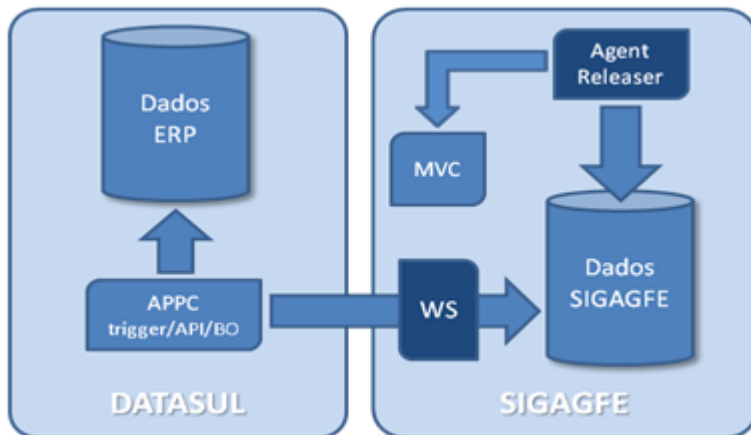 Dados
ERP
APPC
trigger/API/BO
DATASUL
Agent
Releaser
MVC
WS
Dados
SIGAGFE
SIGAGFE